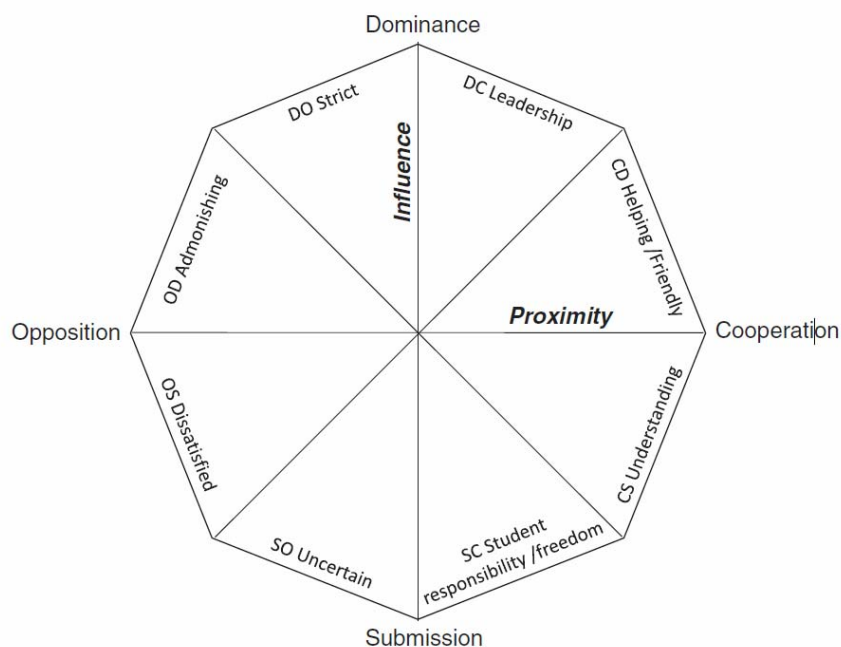 Dominance
DO Strict
DC Leadership
Influence
OD Admonishing
CD Helping /Friendly
Opposition
Proximity
Cooperation
OS Dissatisfied
CS Understanding
SO Uncertain
SC Student
responsibility /freedom
Submission